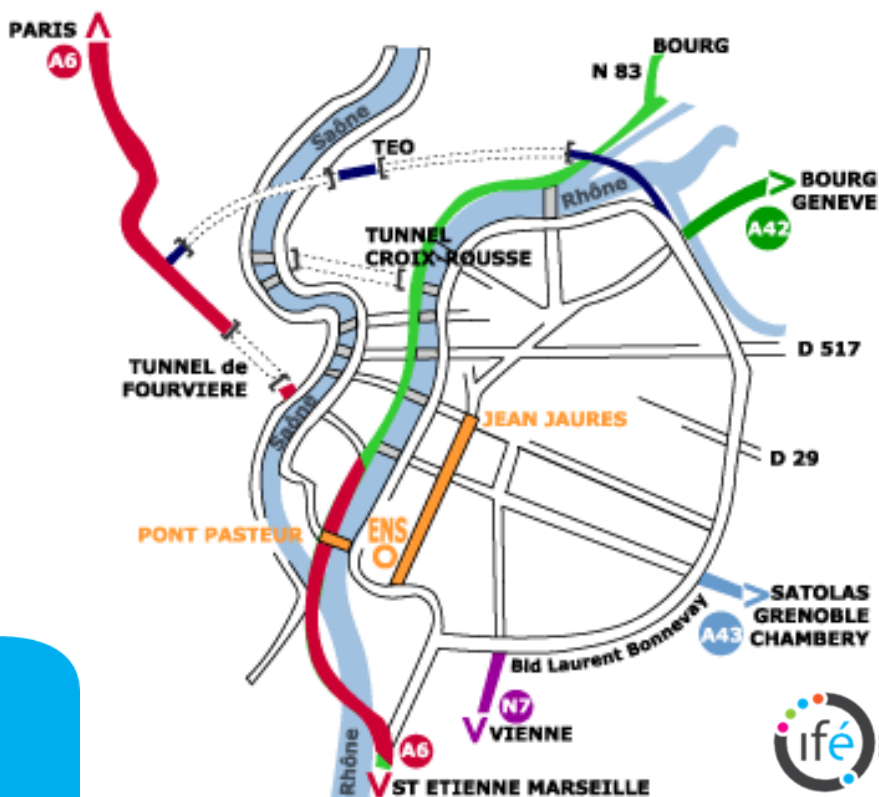 PARIS
A6
BOURG
N 83
Saône
TEO
Rhône
BOURG
GENEVE
A42
TUNNEL
CROIX-ROUSSE
D 517
TUNNEL de
FOURVIERE
Saône
JEAN JAURES
D 29
PONT PASTEUR
ENS
SATOLAS
GRENOBLE
CHAMBERY
A43
Bld Laurent Bonnevay
N7
VIENNE
A6
Rhône
ST ETIENNE MARSEILLE
ifé